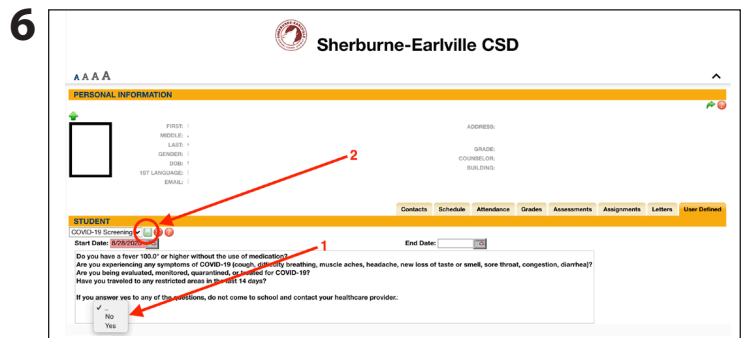 6
Sherburne-Earlville CSD
A A A A
PERSONAL INFORMATION
FIRST:
MIDDLE:
LAST:
GENDER:
DOB:
1ST LANGUAGE:
EMAIL:
ADDRESS:
GRADE:
COUNSELOR:
BUILDING:
2
Contacts Schedule Attendance Grades Assessments Assignments Letters User Defined
STUDENT
COVID-19 Screening
Start Date: 8/28/2020 End Date:
1
Do you have a fever 100.0° or higher without the use of medication?
Are you experiencing any symptoms of COVID-19 (cough, difficulty breathing, muscle aches, headache, new loss of taste or smell, sore throat, congestion, diarrhea)?
Are you being evaluated, monitored, quarantined, or tested for COVID-19?
Have you traveled to any restricted areas in the last 14 days?
If you answer yes to any of the questions, do not come to school and contact your healthcare provider.:
✓ _
No
Yes